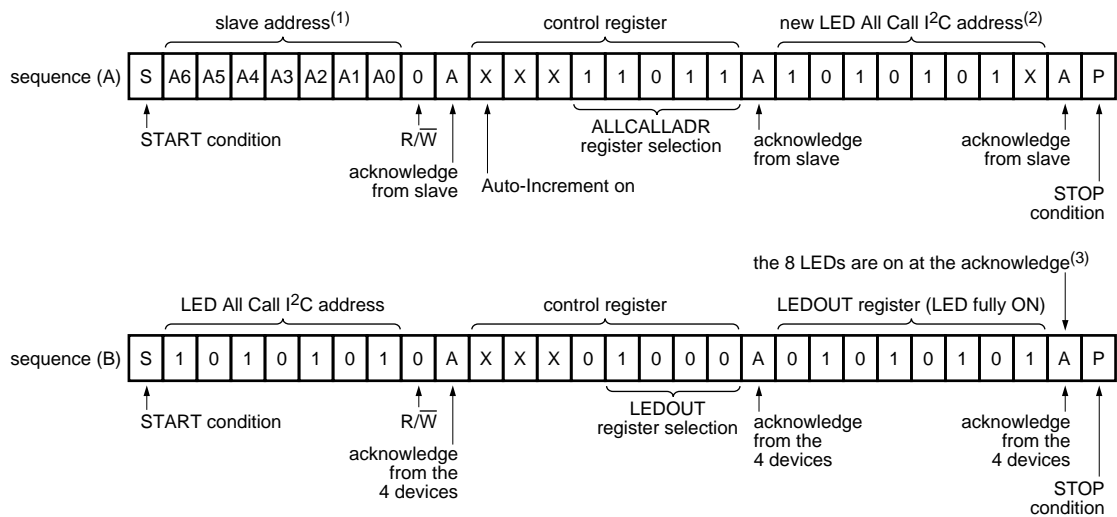 slave address(1)
control register
new LED All Call I2C address(2)
sequence (A)
S A6 A5 A4 A3 A2 A1 A0 0 A X X X 1 1 0 1 1 A 1 0 1 0 1 0 1 X A P
START condition
R/W
acknowledge
from slave
Auto-Increment on
ALLCALLADR
register selection
acknowledge
from slave
acknowledge
from slave
STOP
condition
the 8 LEDs are on at the acknowledge(3)
LED All Call I2C address
control register
LEDOUT register (LED fully ON)
sequence (B)
S 1 0 1 0 1 0 1 0 A X X X 0 1 0 0 0 A 0 1 0 1 0 1 0 1 A P
START condition
R/W
acknowledge
from the
4 devices
LEDOUT
register selection
acknowledge
from the
4 devices
acknowledge
from the
4 devices
STOP
condition